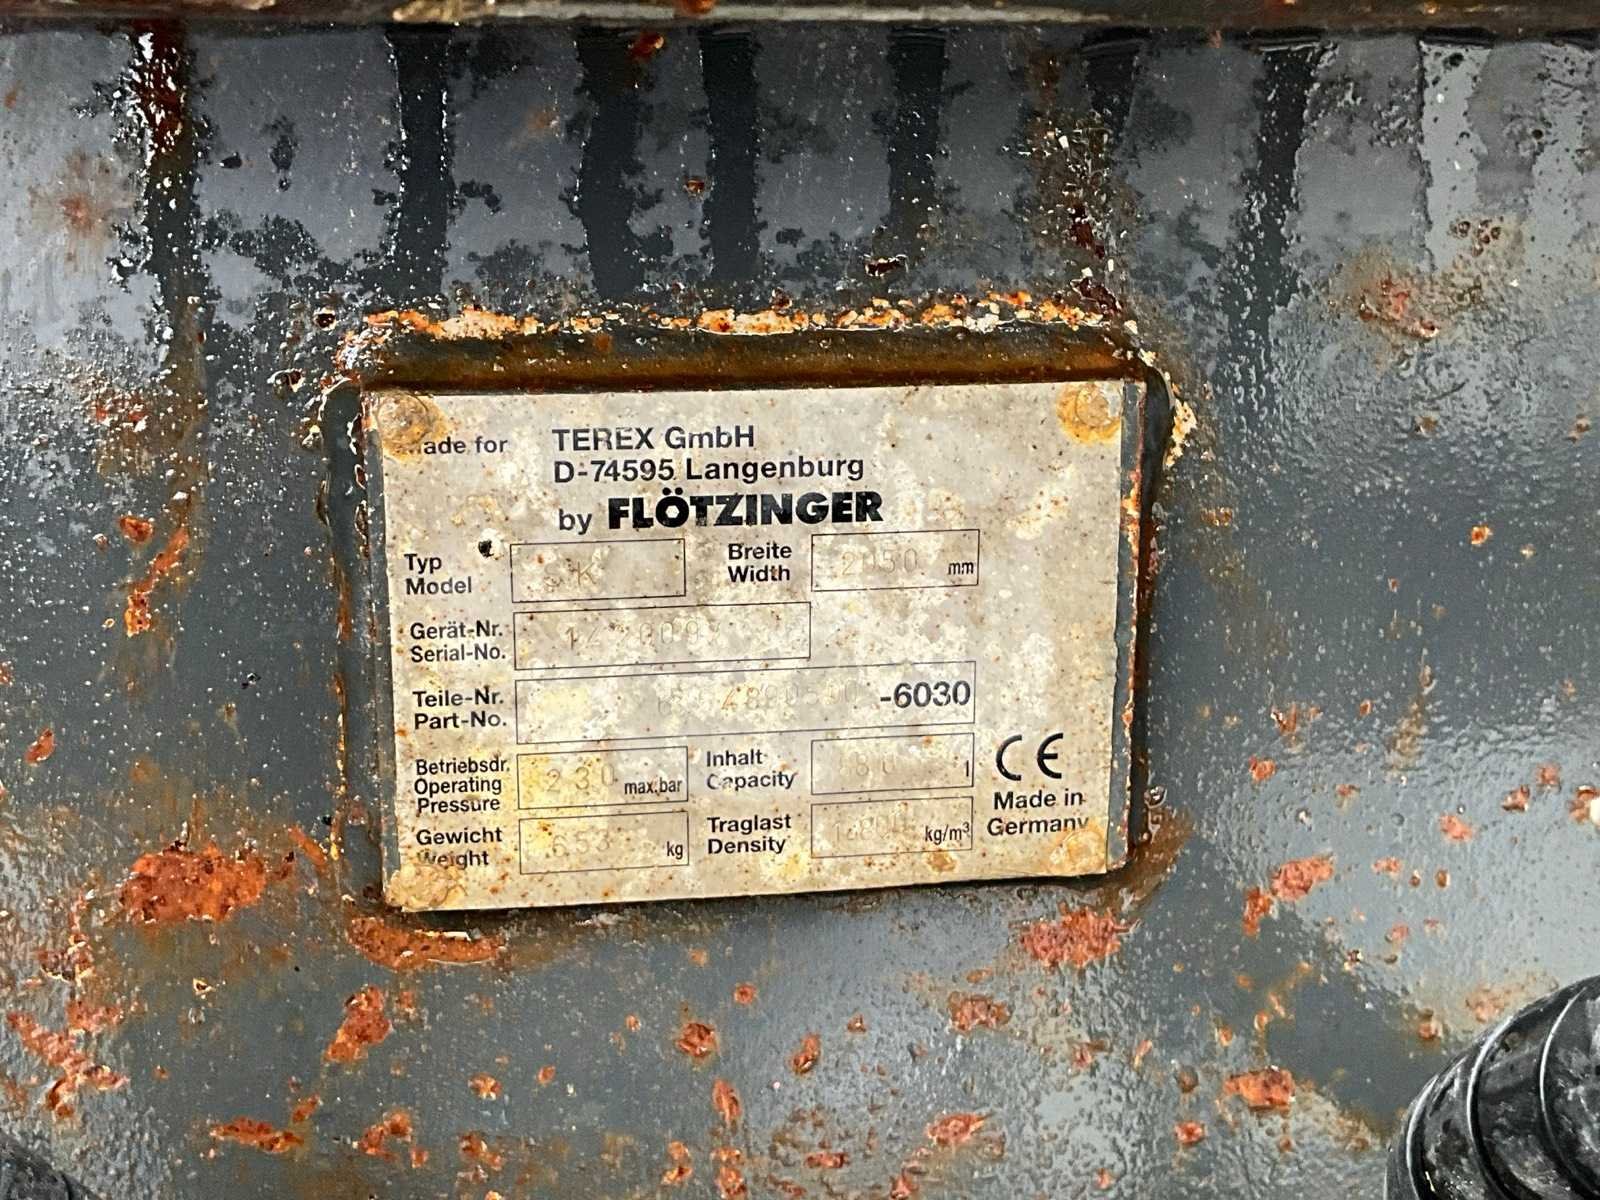 Made for TEREX GmbH
D-74595 Langenburg
by FLÖTZINGER
Typ
Model
SK
Breite
Width
2050 mm
Gerät-Nr.
Serial-No.
Teile-Nr.
Part-No.
-6030
Betriebsdr.
Operating
Pressure
230 max.bar
Inhalt
Capacity
l
Gewicht
Weight
653 kg
Traglast
Density
1800 kg/m³
CE
Made in
Germany